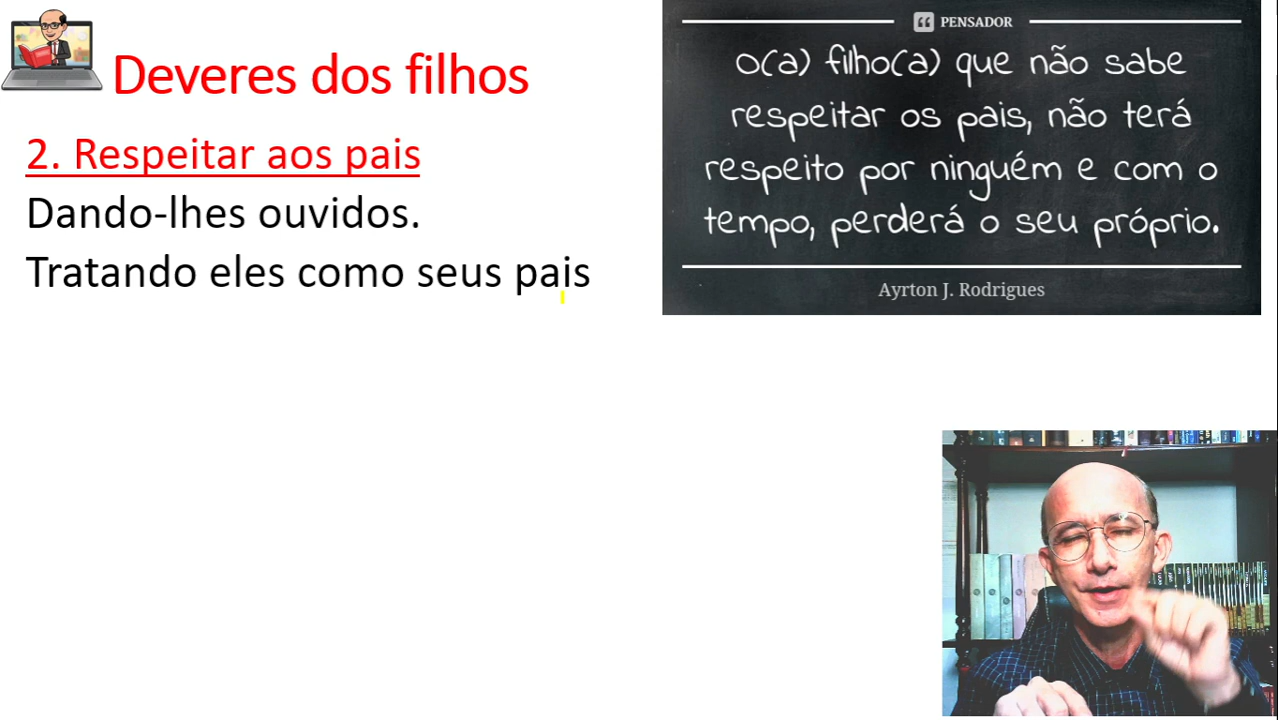 Deveres dos filhos
2. Respeitar aos pais
Dando-lhes ouvidos.
Tratando eles como seus pais
PENSADOR
O(a) filho(a) que não sabe
respeitar os pais, não terá
respeito por ninguém e com o
tempo, perderá o seu próprio.
Ayrton J. Rodrigues